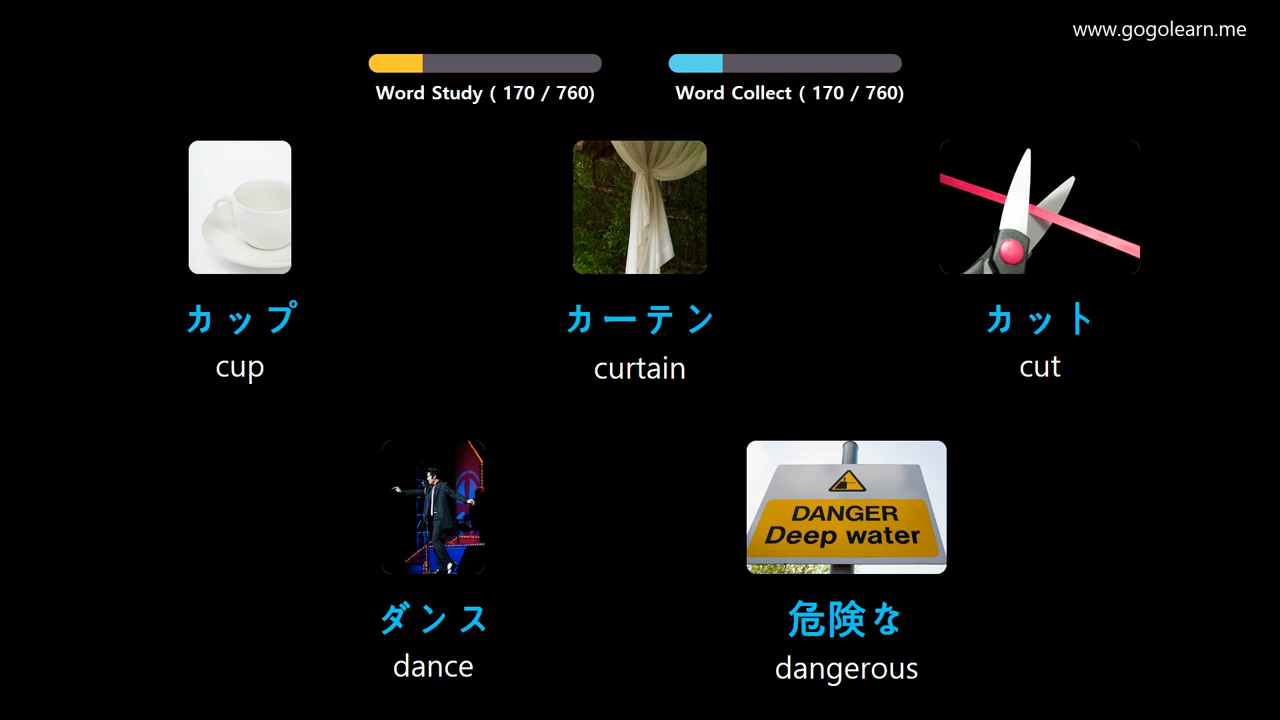 www.gogolearn.me
Word Study ( 170 / 760)
Word Collect ( 170 / 760)
カップ
cup
カーテン
curtain
カット
cut
ダンス
dance
DANGER
Deep water
危険な
dangerous